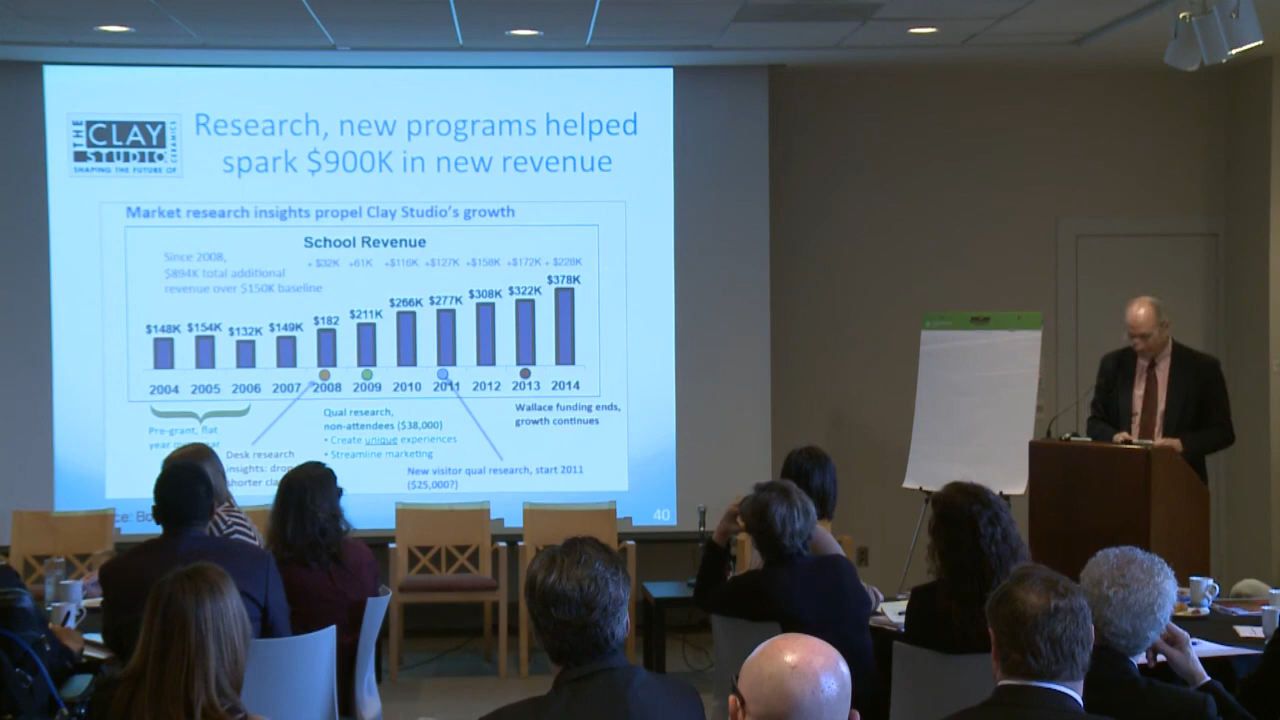 THE
CLAY
STUDIO
CERAMICS
SHAPING THE FUTURE OF
Research, new programs helped
spark $900K in new revenue
Market research insights propel Clay Studio's growth
School Revenue
Since 2008,
$894K total additional
revenue over $150K baseline
+ $32K +61K +$116K +$127K +$158K +$172K + $228K
$148K $154K $132K $149K $182 $211K $266K $277K $308K $322K $378K
2004 2005 2006 2007 2008 2009 2010 2011 2012 2013 2014
Pre-grant, flat
year
Desk research
insights:
shorter
Qual research,
non-attendees ($38,000)
• Create unique experiences
• Streamline marketing
New visitor qual research, start 2011
($25,000?)
Wallace funding ends,
growth continues
40